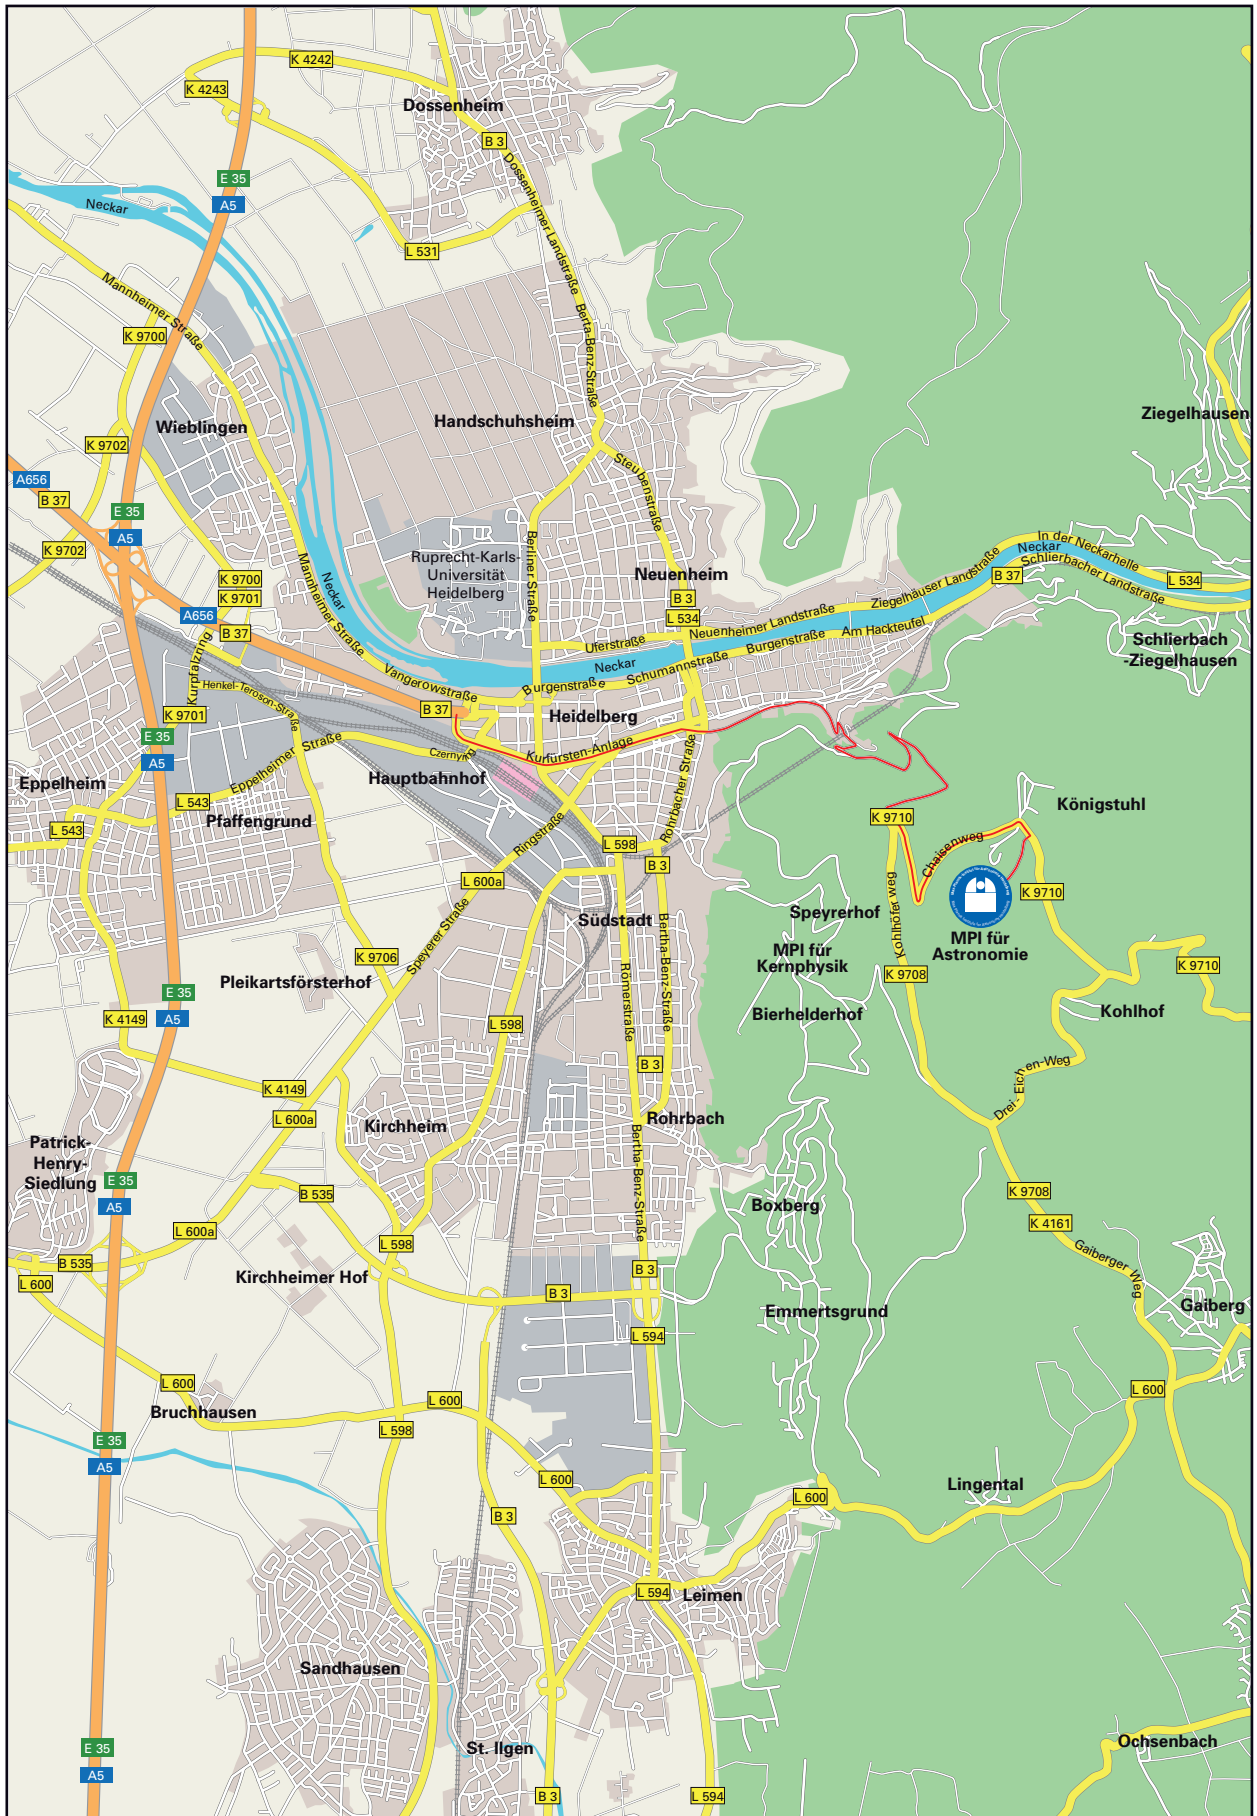 K 4242
K 4243
Dossenheim
B 3
Dossenheimer Landstraße
E 35
A5
Neckar
L 531
Mannheimer Straße
Berta-Benz-Straße
K 9700
Ziegelhausen
Wieblingen
Handschuhsheim
K 9702
Steubenstraße
A656
B 37
E 35
A5
K 9702
Berliner Straße
Ruprecht-Karls-
Universität
Heidelberg
In der Neckarhelle
Neckar
Schlierbacher Landstraße
Ziegelhäuser Landstraße
B 37
L 534
K 9700
K 9701
Mannheimer Straße
Neckar
Neuenheim
B 3
L 534
A656
B 37
Neuenheimer Landstraße
Uferstraße
Burgenstraße
Am Hackteufel
Schlierbach
-Ziegelhausen
Kurpfalzring
Neckar
Schumannstraße
Vangerowstraße
Burgenstraße
Henkel-Teroson-Straße
K 9701
B 37
Heidelberg
E 35
A5
Eppelheimer Straße
Czernyring
Kurfürsten-Anlage
Hauptbahnhof
Rohrbacher Straße
Eppelheim
L 543
Pfaffengrund
L 543
Königstuhl
K 9710
Ringstraße
L 598
B 3
Chaisenweg
L 600a
K 9710
Kohlhöfer weg
Speyerer Straße
Südstadt
Bertha-Benz-Straße
Speyerhof
MPI für
Astronomie
MPI für
Kernphysik
K 9706
K 9708
K 9710
Pleikartsförsterhof
Römerstraße
E 35
A5
K 4149
L 598
Bierhelderhof
Kohlhof
B 3
Drei-Eichen-Weg
K 4149
L 600a
Kirchheim
Rohrbach
Patrick-
Henry-
Siedlung
E 35
A5
Bertha-Benz-Straße
B 535
K 9708
K 4161
Boxberg
L 600a
L 598
Gaiberger Weg
B 535
L 600
Kirchheimer Hof
B 3
B 3
Emmertsgrund
Gaiberg
L 594
L 600
L 600
L 600
Bruchhausen
L 598
E 35
A5
L 600
Lingental
L 600
B 3
L 594
Leimen
Sandhausen
St. Ilgen
E 35
A5
Ochsenbach
B 3
L 594